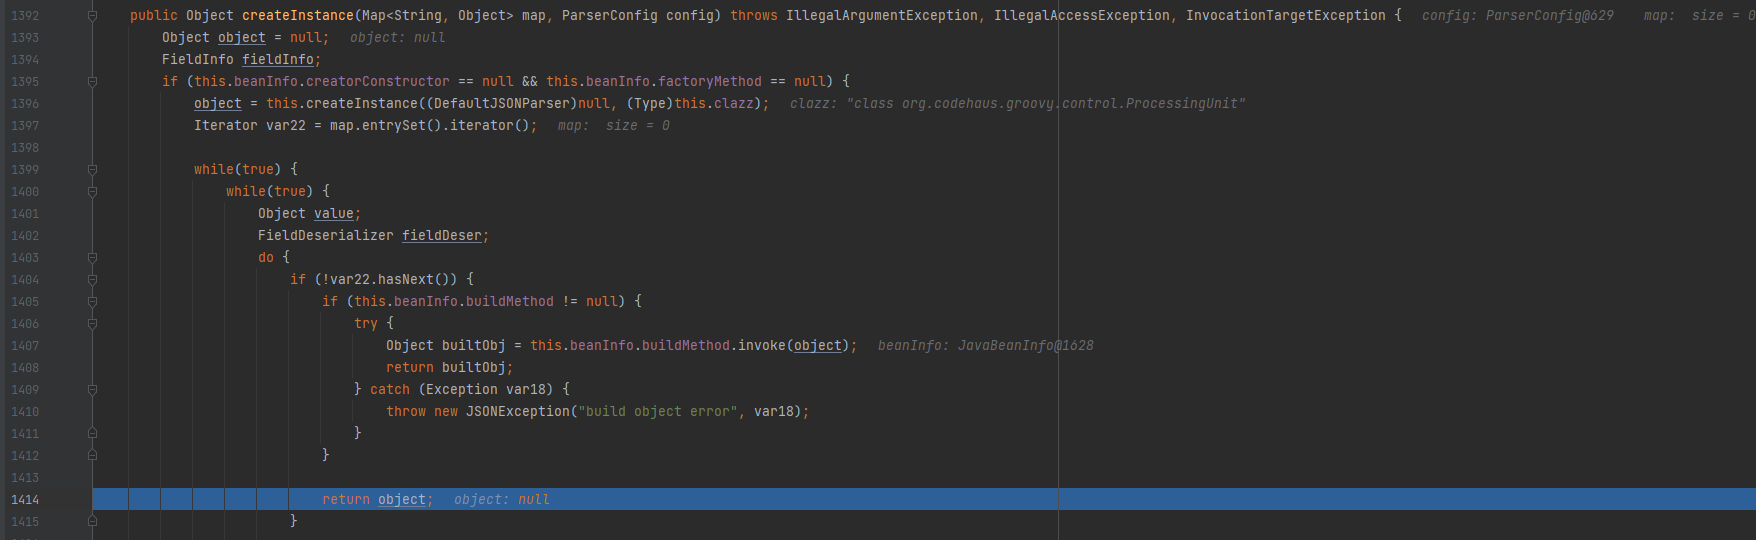 1392 public Object createInstance(Map<String, Object> map, ParserConfig config) throws IllegalArgumentException, IllegalAccessException, InvocationTargetException { config: ParserConfig@629 map: size = 0
1393 Object object = null; object: null
1394 FieldInfo fieldInfo;
1395 if (this.beanInfo.creatorConstructor == null && this.beanInfo.factoryMethod == null) {
1396 object = this.createInstance((DefaultJSONParser)null, (Type)this.clazz); clazz: "class org.codehaus.groovy.control.ProcessingUnit"
1397 Iterator var22 = map.entrySet().iterator(); map: size = 0
1398
1399 while(true) {
1400 while(true) {
1401 Object value;
1402 FieldDeserializer fieldDeser;
1403 do {
1404 if (!var22.hasNext()) {
1405 if (this.beanInfo.buildMethod != null) {
1406 try {
1407 Object builtObj = this.beanInfo.buildMethod.invoke(object); beanInfo: JavaBeanInfo@1628
1408 return builtObj;
1409 } catch (Exception var18) {
1410 throw new JSONException("build object error", var18);
1411 }
1412 }
1413
1414 return object; object: null
1415 }